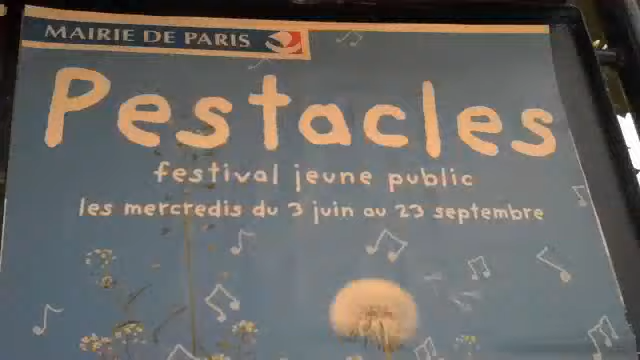 MAIRIE DE PARIS
Pestacles
festival jeune public
les mercredis du 3 juin au 23 septembre